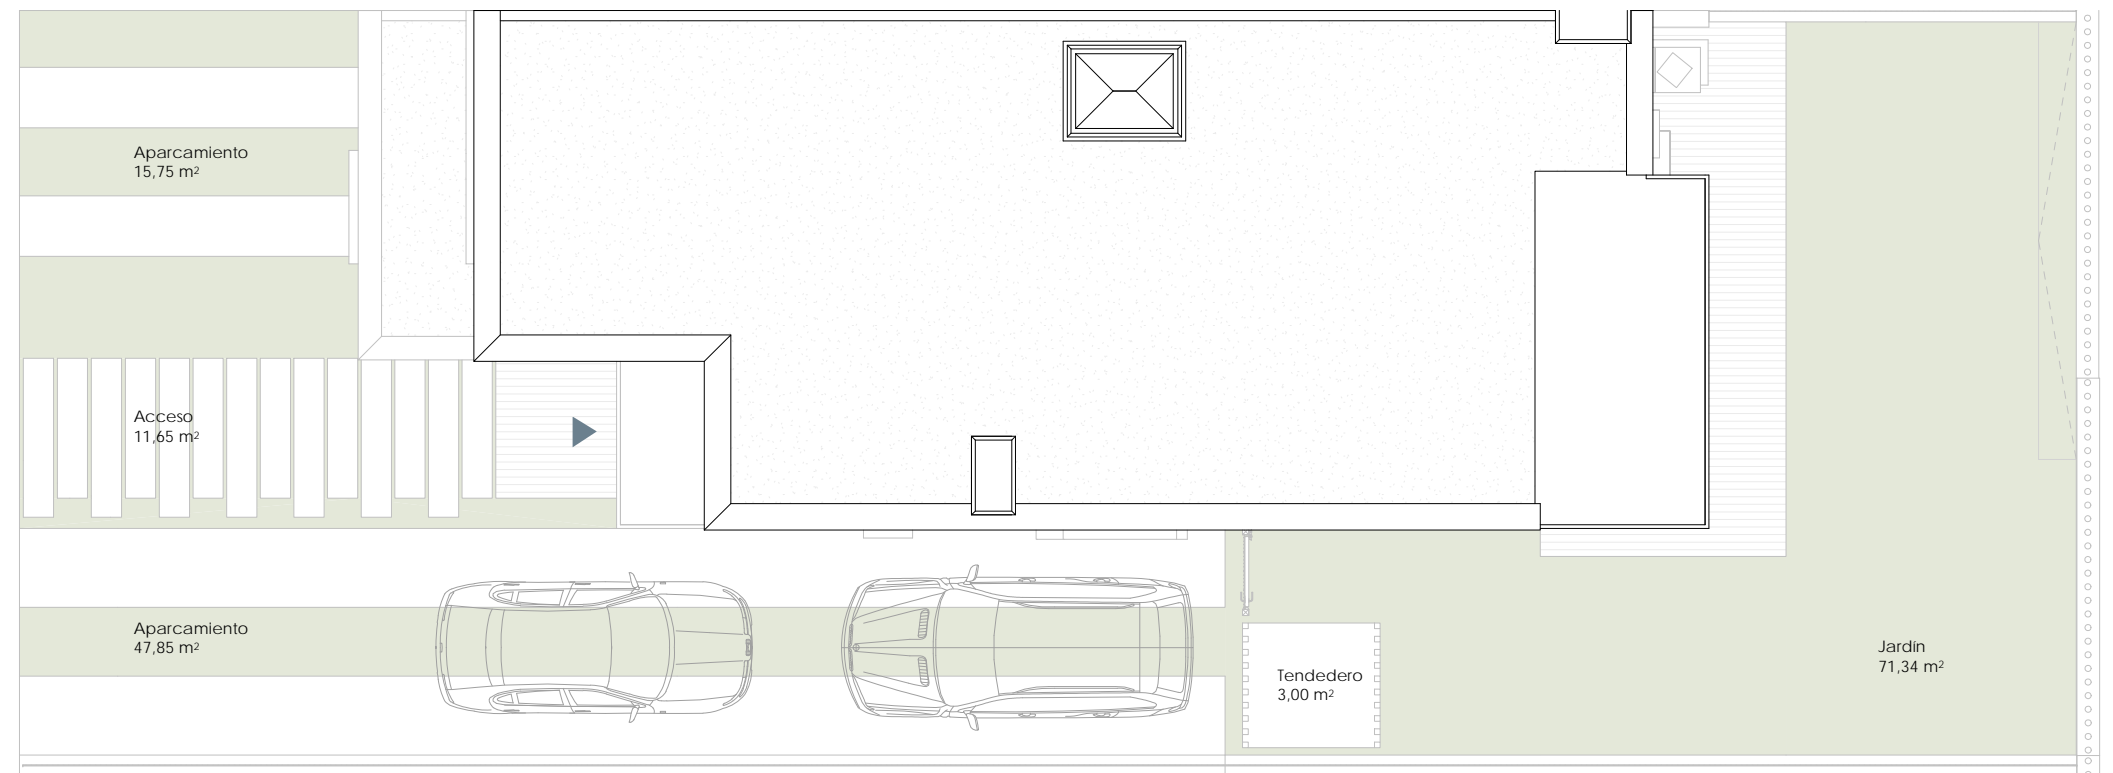 Aparcamiento
15,75 m²
Acceso
11,65 m²
Aparcamiento
47,85 m²
Tendedero
3,00 m²
Jardín
71,34 m²